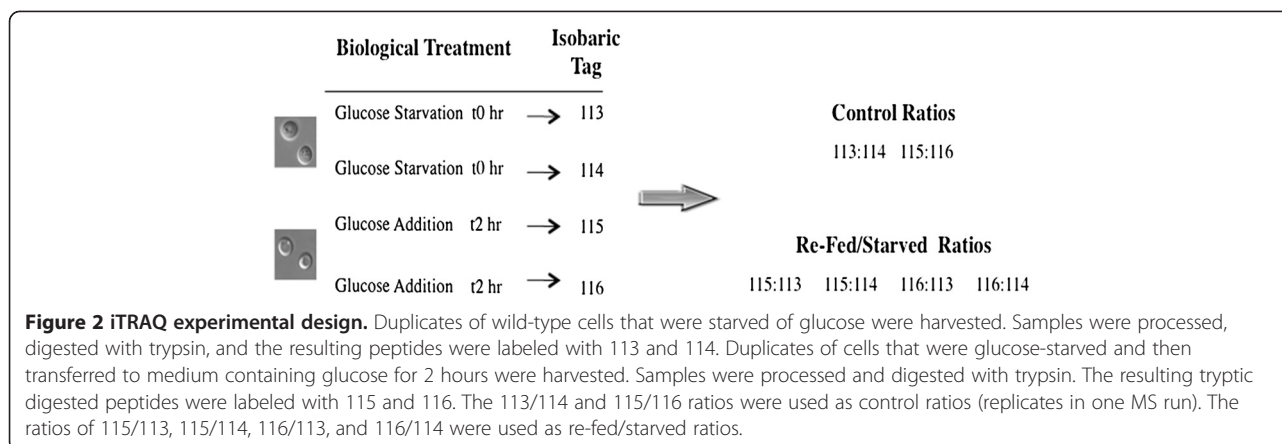 Biological Treatment
Isobaric
Tag
Glucose Starvation t0 hr → 113
Glucose Starvation t0 hr → 114
Glucose Addition t2 hr → 115
Glucose Addition t2 hr → 116
Control Ratios
113:114 115:116
Re-Fed/Starved Ratios
115:113 115:114 116:113 116:114
Figure 2 iTRAQ experimental design. Duplicates of wild-type cells that were starved of glucose were harvested. Samples were processed,
digested with trypsin, and the resulting peptides were labeled with 113 and 114. Duplicates of cells that were glucose-starved and then
transferred to medium containing glucose for 2 hours were harvested. Samples were processed and digested with trypsin. The resulting tryptic
digested peptides were labeled with 115 and 116. The 113/114 and 115/116 ratios were used as control ratios (replicates in one MS run). The
ratios of 115/113, 115/114, 116/113, and 116/114 were used as re-fed/starved ratios.